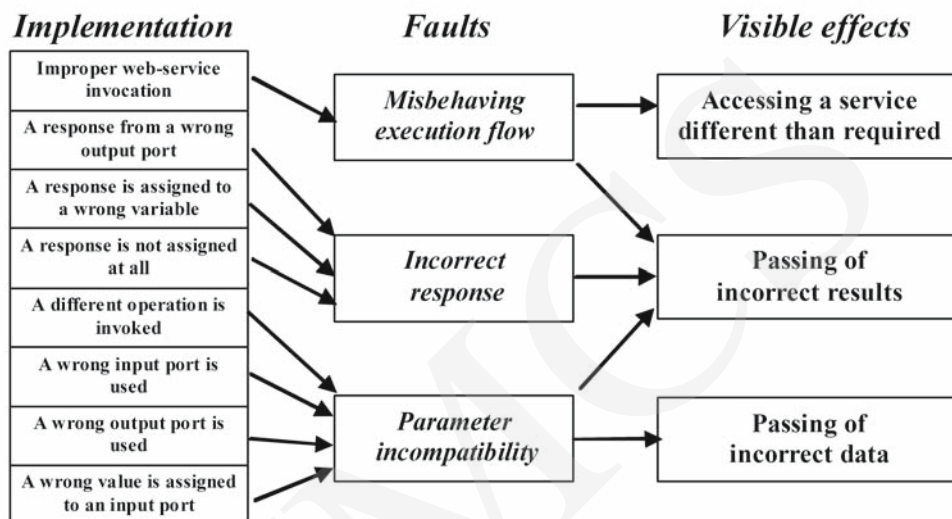 Implementation
Improper web-service
invocation
A response from a wrong
output port
A response is assigned to
a wrong variable
A response is not assigned
at all
A different operation is
invoked
A wrong input port is
used
A wrong output port is
used
A wrong value is assigned
to an input port
Faults
Misbehaving
execution flow
Incorrect
response
Parameter
incompatibility
Visible effects
Accessing a service
different than required
Passing of
incorrect results
Passing of
incorrect data
MCS